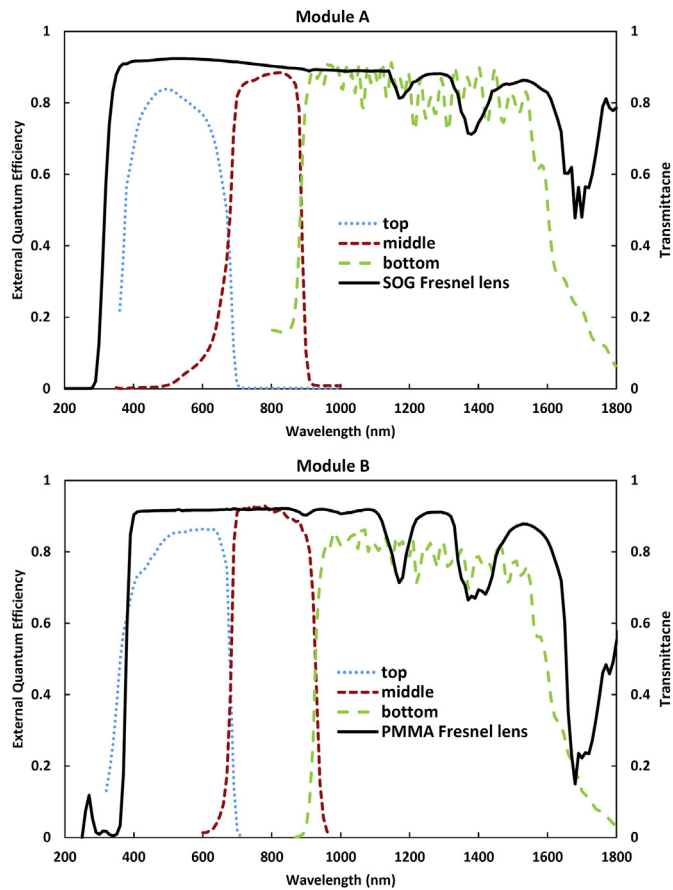 Module A
1
0.8
0.6
0.4
0.2
0
External Quantum Efficiency
200 400 600 800 1000 1200 1400 1600 1800
Wavelength (nm)
1
0.8
0.6
0.4
0.2
0
Transmittacne
top
middle
bottom
SOG Fresnel lens
Module B
1
0.8
0.6
0.4
0.2
0
External Quantum Efficiency
200 400 600 800 1000 1200 1400 1600 1800
Wavelength (nm)
1
0.8
0.6
0.4
0.2
0
Transmittacne
top
middle
bottom
PMMA Fresnel lens